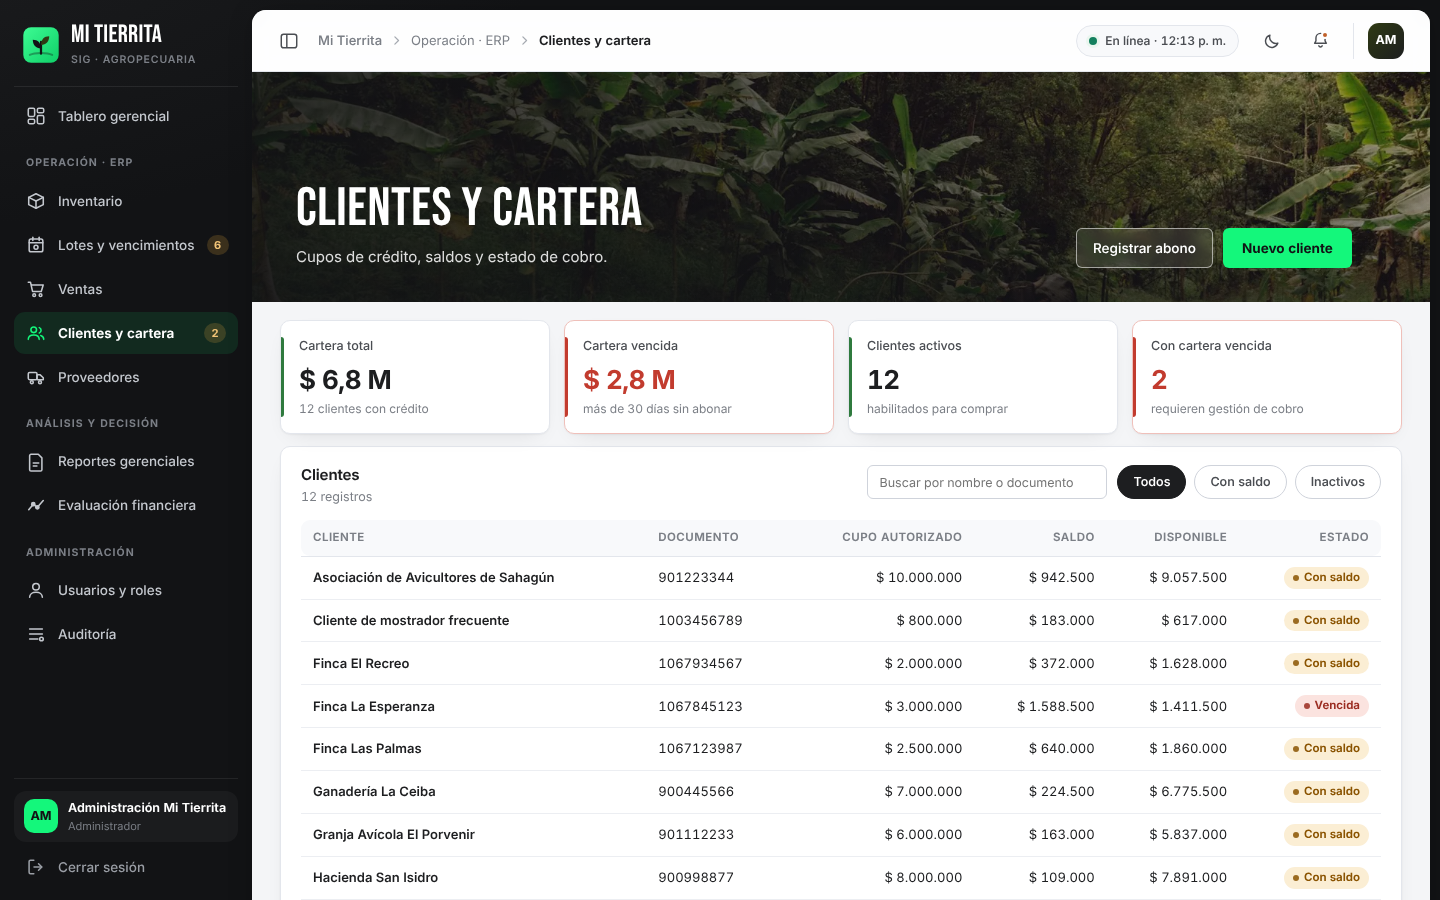 MI TIERRITA
SIG · AGROPECUARIA
Tablero gerencial
OPERACIÓN · ERP
Inventario
Lotes y vencimientos 6
Ventas
Clientes y cartera 2
Proveedores
ANÁLISIS Y DECISIÓN
Reportes gerenciales
Evaluación financiera
ADMINISTRACIÓN
Usuarios y roles
Auditoría
AM Administración Mi Tierrita
Administrador
Cerrar sesión
Mi Tierrita > Operación · ERP > Clientes y cartera
En línea · 12:13 p. m.
AM
CLIENTES Y CARTERA
Cupos de crédito, saldos y estado de cobro.
Registrar abono
Nuevo cliente
Cartera total
$ 6,8 M
12 clientes con crédito
Cartera vencida
$ 2,8 M
más de 30 días sin abonar
Clientes activos
12
habilitados para comprar
Con cartera vencida
2
requieren gestión de cobro
Clientes
12 registros
Buscar por nombre o documento
Todos
Con saldo
Inactivos
CLIENTE DOCUMENTO CUPO AUTORIZADO SALDO DISPONIBLE ESTADO
Asociación de Avicultores de Sahagún 901223344 $ 10.000.000 $ 942.500 $ 9.057.500 Con saldo
Cliente de mostrador frecuente 1003456789 $ 800.000 $ 183.000 $ 617.000 Con saldo
Finca El Recreo 1067934567 $ 2.000.000 $ 372.000 $ 1.628.000 Con saldo
Finca La Esperanza 1067845123 $ 3.000.000 $ 1.588.500 $ 1.411.500 Vencida
Finca Las Palmas 1067123987 $ 2.500.000 $ 640.000 $ 1.860.000 Con saldo
Ganadería La Ceiba 900445566 $ 7.000.000 $ 224.500 $ 6.775.500 Con saldo
Granja Avícola El Porvenir 901112233 $ 6.000.000 $ 163.000 $ 5.837.000 Con saldo
Hacienda San Isidro 900998877 $ 8.000.000 $ 109.000 $ 7.891.000 Con saldo